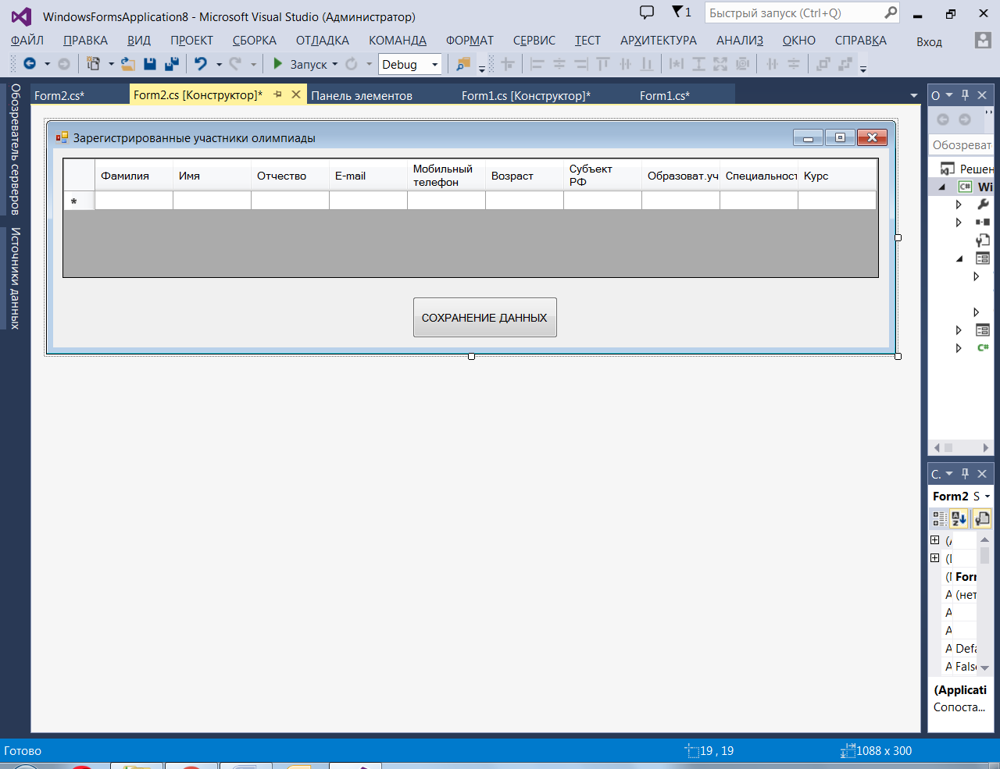 WindowsFormsApplication8 - Microsoft Visual Studio (Администратор)
1
Быстрый запуск (Ctrl+Q)
ФАЙЛ ПРАВКА ВИД ПРОЕКТ СБОРКА ОТЛАДКА КОМАНДА ФОРМАТ СЕРВИС ТЕСТ АРХИТЕКТУРА АНАЛИЗ ОКНО СПРАВКА Вход
Запуск Debug
Обозреватель серверов
Источники данных
Form2.cs* Form2.cs [Конструктор]* Панель элементов Form1.cs [Конструктор]* Form1.cs*
Зарегистрированные участники олимпиады
Фамилия Имя Отчество E-mail Мобильный телефон Возраст Субъект РФ Образоват.уч Специальност Курс
*
СОХРАНЕНИЕ ДАННЫХ
О
Обозреват
Решен
C# Wi
C#
С.
Form2 S
(А
(I
(I Forr
A (нет
A
A
A Defa
A False
(Applicati
Сопоста...
Готово 19 , 19 1088 x 300